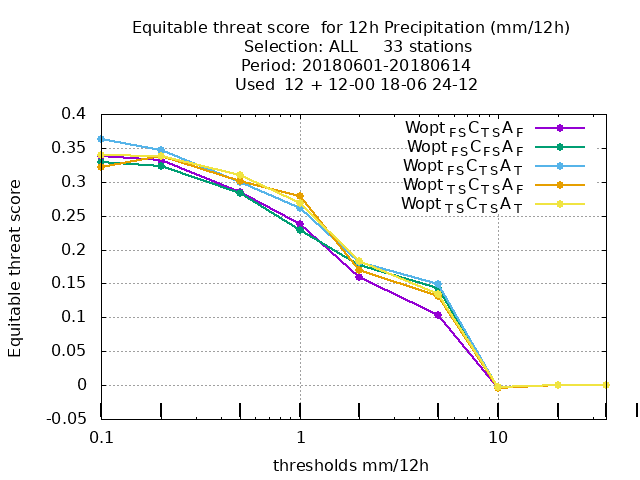 Equitable threat score  for 12h Precipitation (mm/12h)
Selection: ALL     33 stations
Period: 20180601-20180614
Used  12 + 12-00 18-06 24-12
Wopt FS C TS A F
Wopt FS C FS A F
Wopt FS C TS A T
Wopt TS C TS A F
Wopt TS C TS A T
0.4
0.35
0.3
0.25
0.2
0.15
0.1
0.05
0
-0.05
Equitable threat score
0.1 1 10
thresholds mm/12h